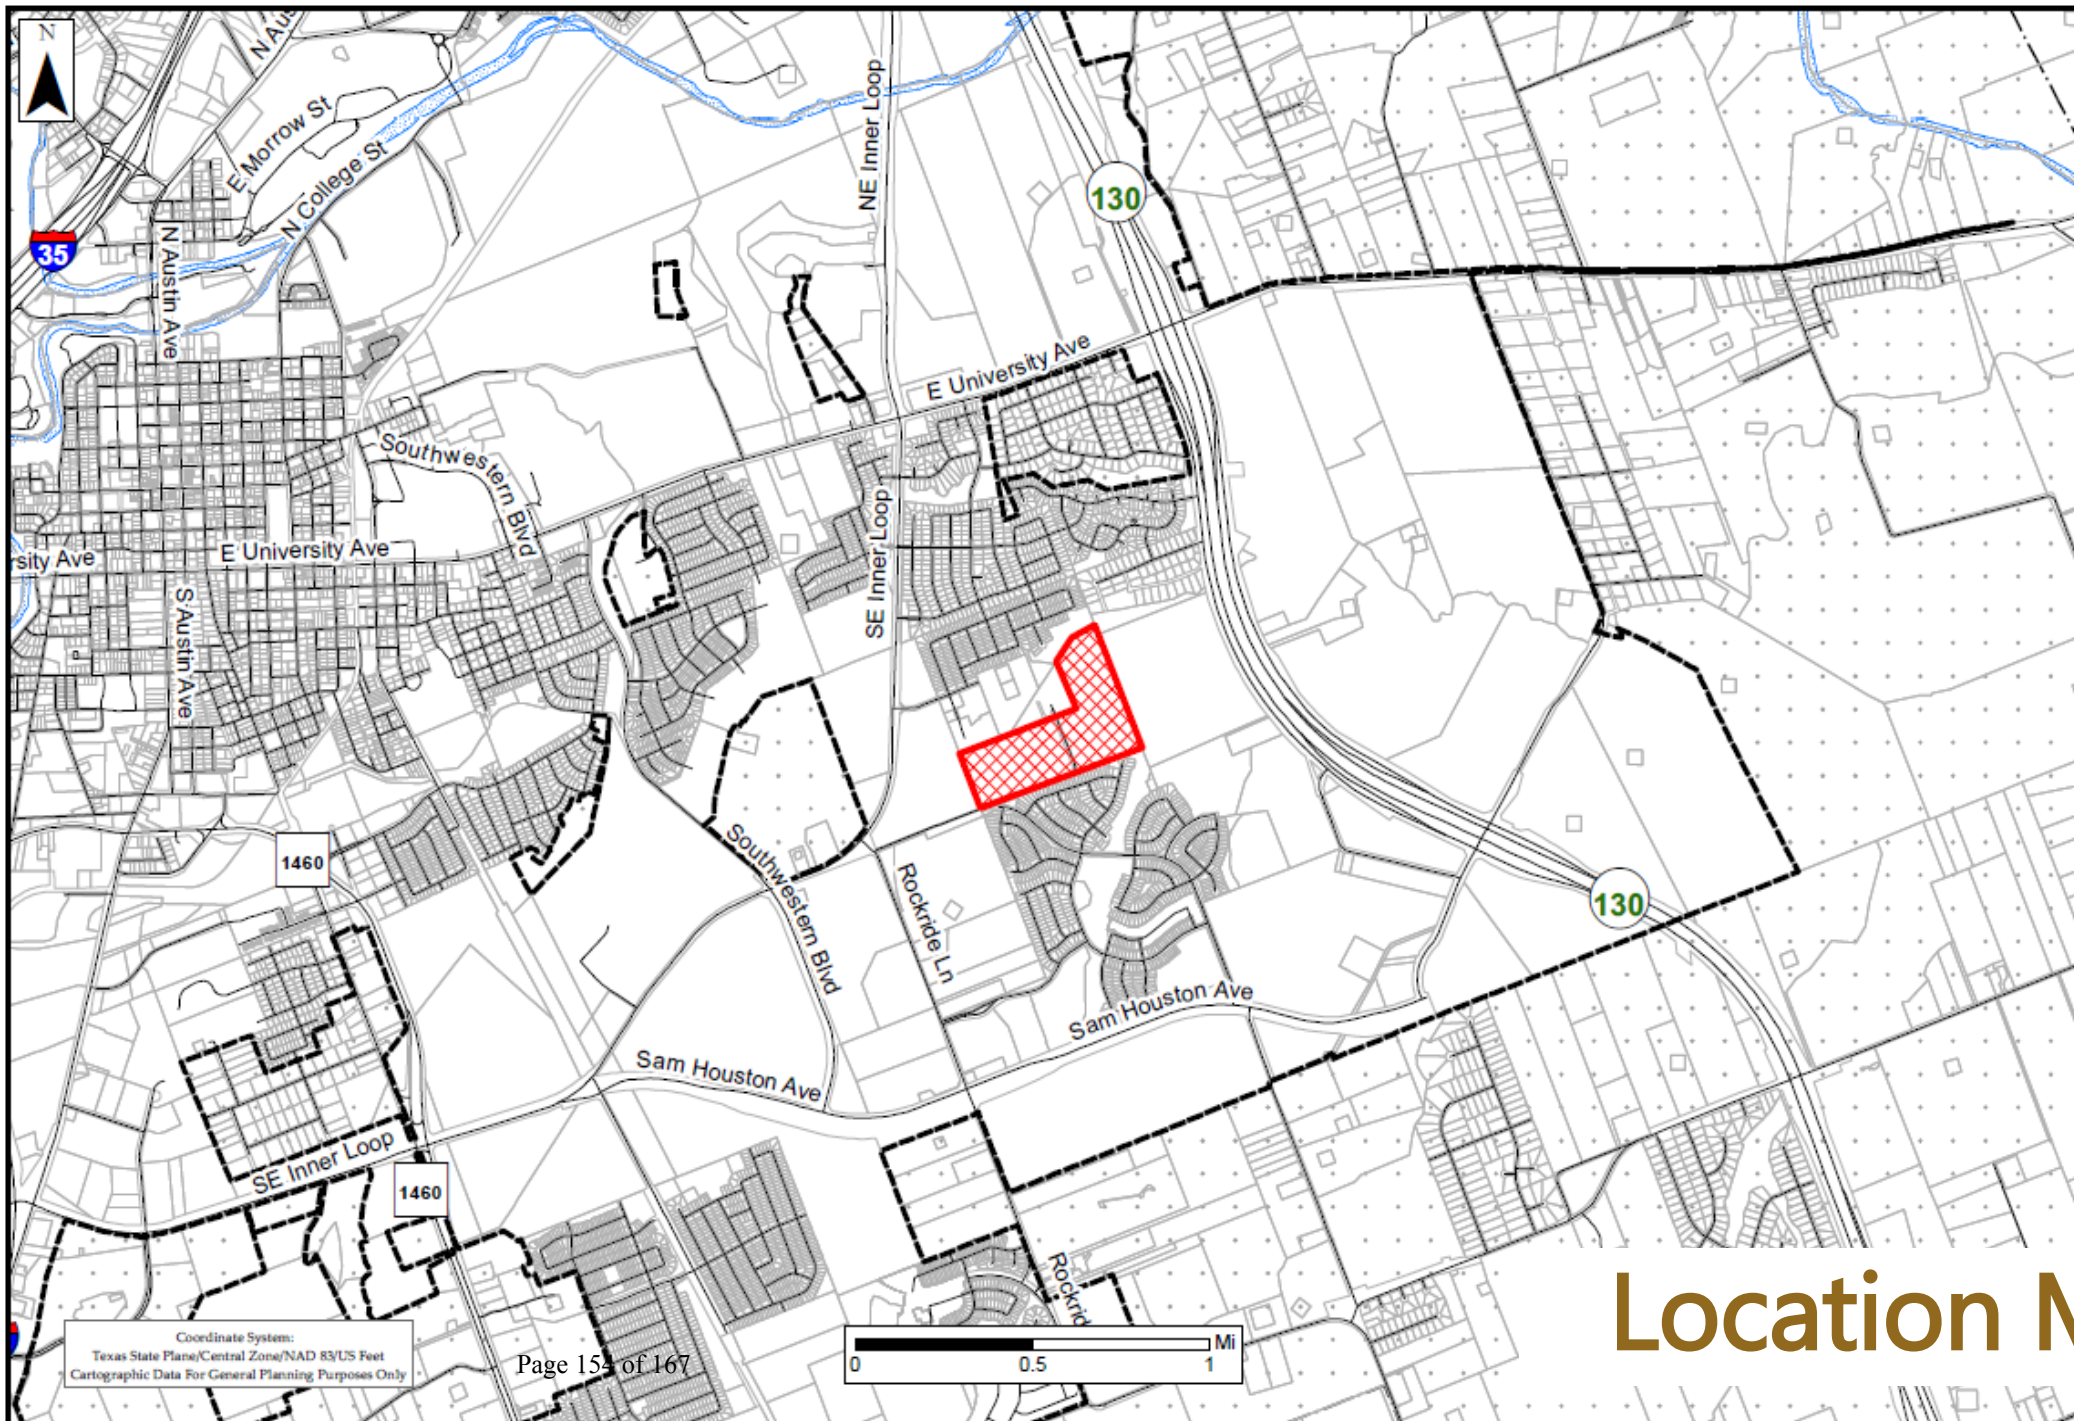 N
N Aus
E Morrow St
N College St
NE Inner Loop
130
35
N Austin Ave
E University Ave
Southwestern Blvd
SE Inner Loop
rsity Ave
E University Ave
S Austin Ave
1460
Southwestern Blvd
Rockride Ln
130
Sam Houston Ave
Sam Houston Ave
SE Inner Loop
1460
Rockrid
Location M
Coordinate System:
Texas State Plane/Central Zone/NAD 83/US Feet
Cartographic Data For General Planning Purposes Only
Page 154 of 167
Mi
0 0.5 1